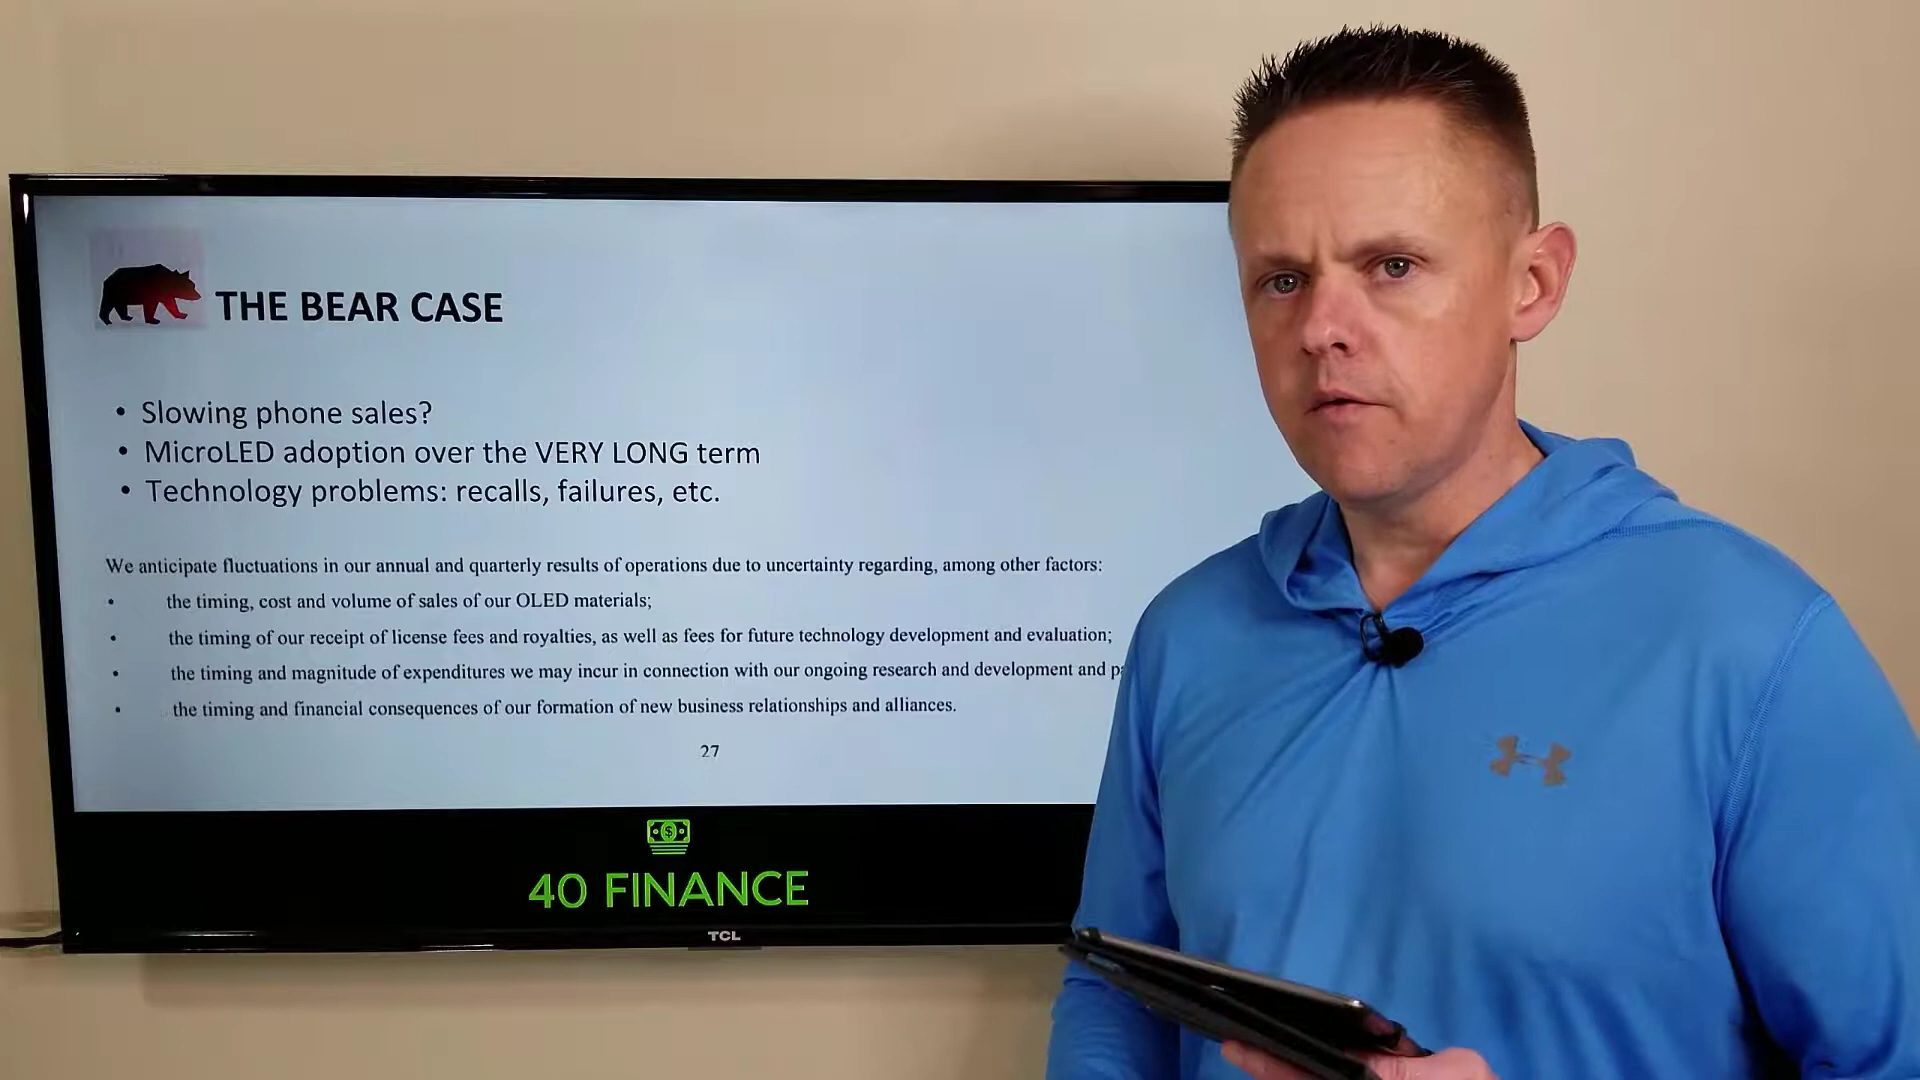 THE BEAR CASE
• Slowing phone sales?
• MicroLED adoption over the VERY LONG term
• Technology problems: recalls, failures, etc.
We anticipate fluctuations in our annual and quarterly results of operations due to uncertainty regarding, among other factors:
• the timing, cost and volume of sales of our OLED materials;
• the timing of our receipt of license fees and royalties, as well as fees for future technology development and evaluation;
• the timing and magnitude of expenditures we may incur in connection with our ongoing research and development and
• the timing and financial consequences of our formation of new business relationships and alliances.
27
40 FINANCE
TCL